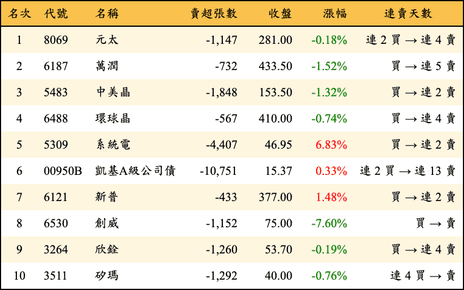 名次 代號 名稱 賣超張數 收盤 漲幅 連賣天數
1 8069 元太 -1,147 281.00 -0.18% 連 2 買 → 連 4 賣
2 6187 萬潤 -732 433.50 -1.52% 買 → 連 5 賣
3 5483 中美晶 -1,848 153.50 -1.32% 買 → 連 2 賣
4 6488 環球晶 -567 410.00 -0.74% 買 → 連 4 賣
5 5309 系統電 -4,407 46.95 6.83% 買 → 連 2 賣
6 00950B 凱基A級公司債 -10,751 15.37 0.33% 連 2 買 → 連 13 賣
7 6121 新普 -433 377.00 1.48% 買 → 連 2 賣
8 6530 創威 -1,152 75.00 -7.60% 買 → 賣
9 3264 欣銓 -1,260 53.70 -0.19% 買 → 連 4 賣
10 3511 矽瑪 -1,292 40.00 -0.76% 連 4 買 → 賣